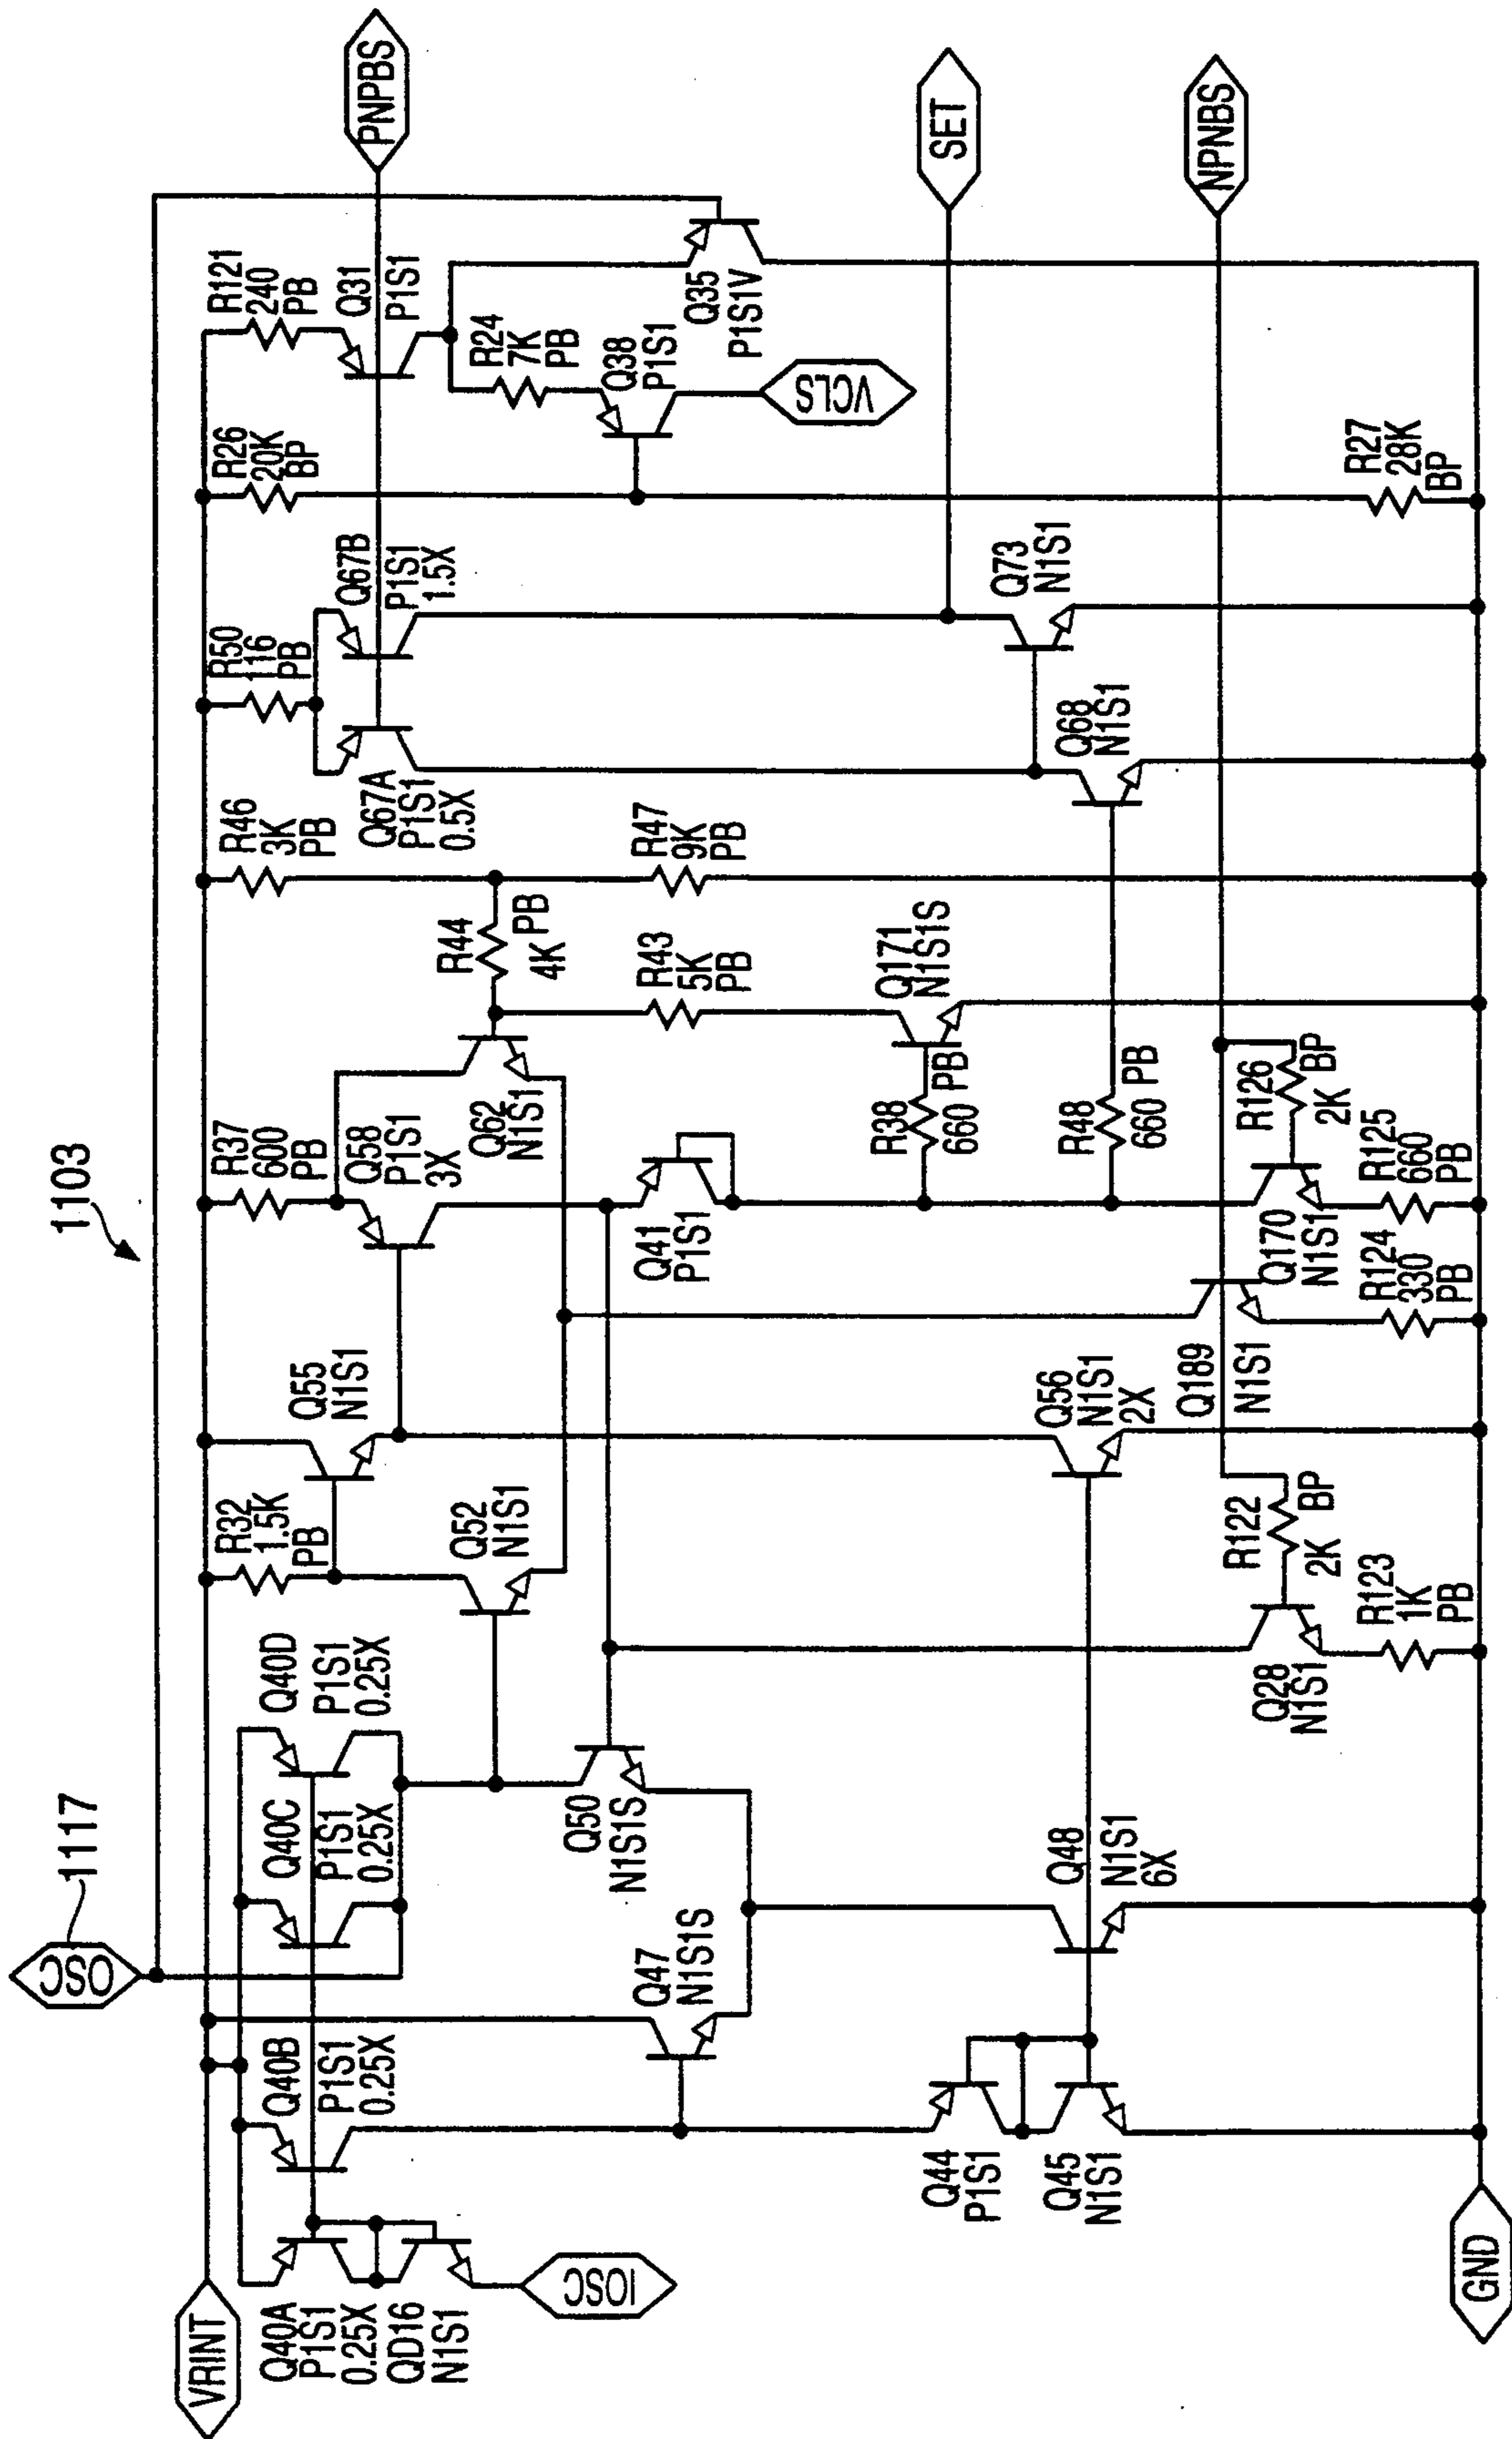 1103
1117
OSC
PNPBS
SET
NPNBS
VRINT
IOSC
VCLS
GND
Q40A
P1S1
0.25X
QD16
N1S1
Q40B
P1S1
0.25X
Q40C
P1S1
0.25X
Q40D
P1S1
0.25X
R32
1.5K
PB
Q55
N1S1
R37
600
PB
Q58
P1S1
3X
Q52
N1S1
Q62
N1S1
R44
PB
4K
R46
3K
PB
Q67A
P1S1
0.5X
R50
116
PB
Q67B
P1S1
1.5X
R26
20K
BP
R121
240
PB
Q31
P1S1
R24
7K
PB
Q38
P1S1
Q35
P1S1V
Q47
N1S1S
Q50
N1S1S
Q41
P1S1
R43
5K
PB
R47
9K
PB
Q171
N1S1S
R38
660
PB
R48
660
PB
Q68
N1S1
Q73
N1S1
R27
28K
BP
Q44
P1S1
Q45
N1S1
Q48
N1S1
6X
Q56
N1S1
2X
Q189
N1S1
Q28
N1S1
R122
2K
BP
R123
1K
PB
Q170
N1S1
R124
330
PB
R125
660
PB
R126
2K
BP